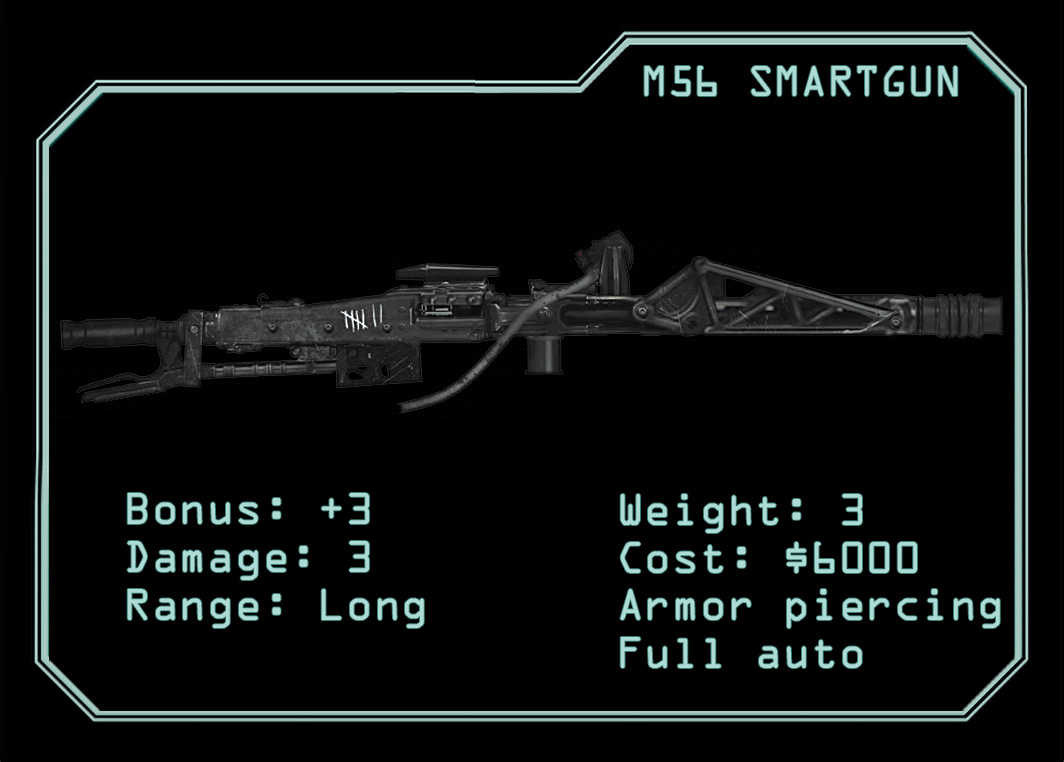 M56 SMARTGUN
Bonus: +3
Damage: 3
Range: Long
Weight: 3
Cost: $6000
Armor piercing
Full auto